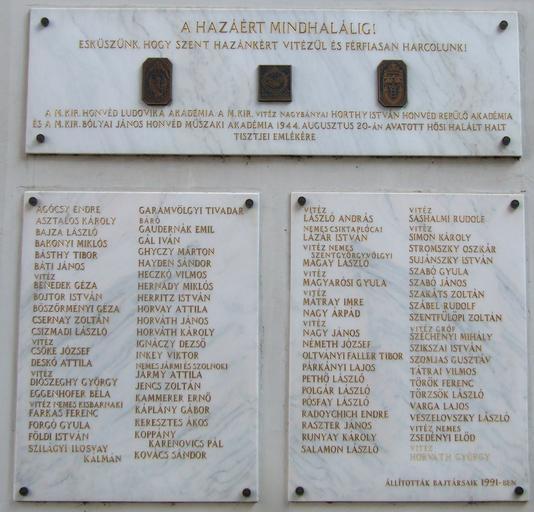 A HAZÁÉRT MINDHALÁLIG!
ESKÜSZÜNK, HOGY SZENT HAZÁNKÉRT VITÉZÜL ÉS FÉRFIASAN HARCOLUNK!
A M.KIR. HONVÉD LUDOVIKA AKADÉMIA A M.KIR. VITÉZ NAGYBÁNYAI HORTHY ISTVÁN HONVÉD REPÜLŐ AKADÉMIA
ÉS A M.KIR. BÓLYAI JÁNOS HONVÉD MŰSZAKI AKADÉMIA 1944. AUGUSZTUS 20-ÁN AVATOTT HŐSI HALÁLT HALT
TISZTJEI EMLÉKÉRE
ÁGÓCSY ENDRE
ASZTALOS KÁROLY
BAJZA LÁSZLÓ
BAKONYI MIKLÓS
BÁSTHY TIBOR
BÁTI JÁNOS
VITÉZ
BENEDEK GÉZA
BOJTOR ISTVÁN
BÖSZÖRMÉNYI GÉZA
CSERNAY ZOLTÁN
CSIZMADI LÁSZLÓ
VITÉZ
CSŐKE JÓZSEF
DESKÓ ATTILA
VITÉZ
DIÓSZEGHY GYÖRGY
EGGENHOFER BÉLA
VITÉZ NEMES KISBARNAKI
FARKAS FERENC
FORGÓ GYULA
FÖLDI ISTVÁN
SZILÁGYI ILOSVAY
KÁLMÁN
GARAMVÖLGYI TIVADAR
BÁRÓ
GAUDERNÁK EMIL
GÁL IVÁN
GHYCZY MÁRTON
HAYDEN SÁNDOR
HECZKÓ VILMOS
HERNÁDY MIKLÓS
HERRITZ ISTVÁN
HORVAY ATTILA
HORVÁTH JÁNOS
HORVÁTH KÁROLY
IGNÁCZY DEZSŐ
INKEY VIKTOR
NEMES JÁRMI ÉS SZOLNOKI
JÁRMY ATTILA
JENCS ZOLTÁN
KAMMERER ERNŐ
KÁPLÁNY GÁBOR
KERESZTES ÁKOS
KOPPÁNY
KARENOVICS PÁL
KOVÁCS SÁNDOR
VITÉZ
LÁSZLÓ ANDRÁS
NEMES CSIKTAPLÓCAI
LÁZÁR ISTVÁN
VITÉZ NEMES
SZENTGYÖRGYVÖLGYI
MAGAY LÁSZLÓ
VITÉZ
MAGYARÓSI GYULA
VITÉZ
MÁTRAY IMRE
NAGY ÁRPÁD
VITÉZ
NAGY JÁNOS
NÉMETH JÓZSEF
OLTVÁNYI FALLER TIBOR
PÁRKÁNYI LAJOS
PETHŐ LÁSZLÓ
POLGÁR LÁSZLÓ
PÓSFAY LÁSZLÓ
RADOYCHICH ENDRE
RASZTER JÁNOS
RUNYAY KÁROLY
SALAMON LÁSZLÓ
VITÉZ
SASHALMI RUDOLF
VITÉZ
SIMON KÁROLY
STROMSZKY OSZKÁR
SUJÁNSZKY ISTVÁN
SZABÓ GYULA
SZABÓ JÁNOS
SZAKÁTS ZOLTÁN
SZÁBEL RUDOLF
SZENTFÜLÖPI ZOLTÁN
VITÉZ GRÓF
SZÉCHENYI MIHÁLY
SZIKSZAI ISTVÁN
SZOMJAS GUSZTÁV
TÁTRAI VILMOS
TÖRÖK FERENC
TÖRZSÖK LÁSZLÓ
VARGA LAJOS
VESZELOVSZKY LÁSZLÓ
VITÉZ NEMES
ZSEDÉNYI ELŐD
VITÉZ
HORVÁTH GYÖRGY
ÁLLÍTOTTÁK BAJTÁRSAIK 1991-BEN